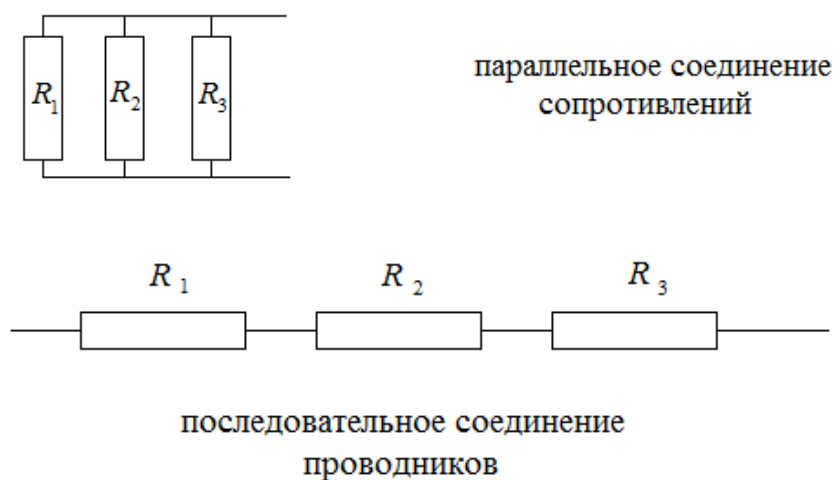 R1 R2 R3
параллельное соединение
сопротивлений
R 1 R 2 R 3
последовательное соединение
проводников